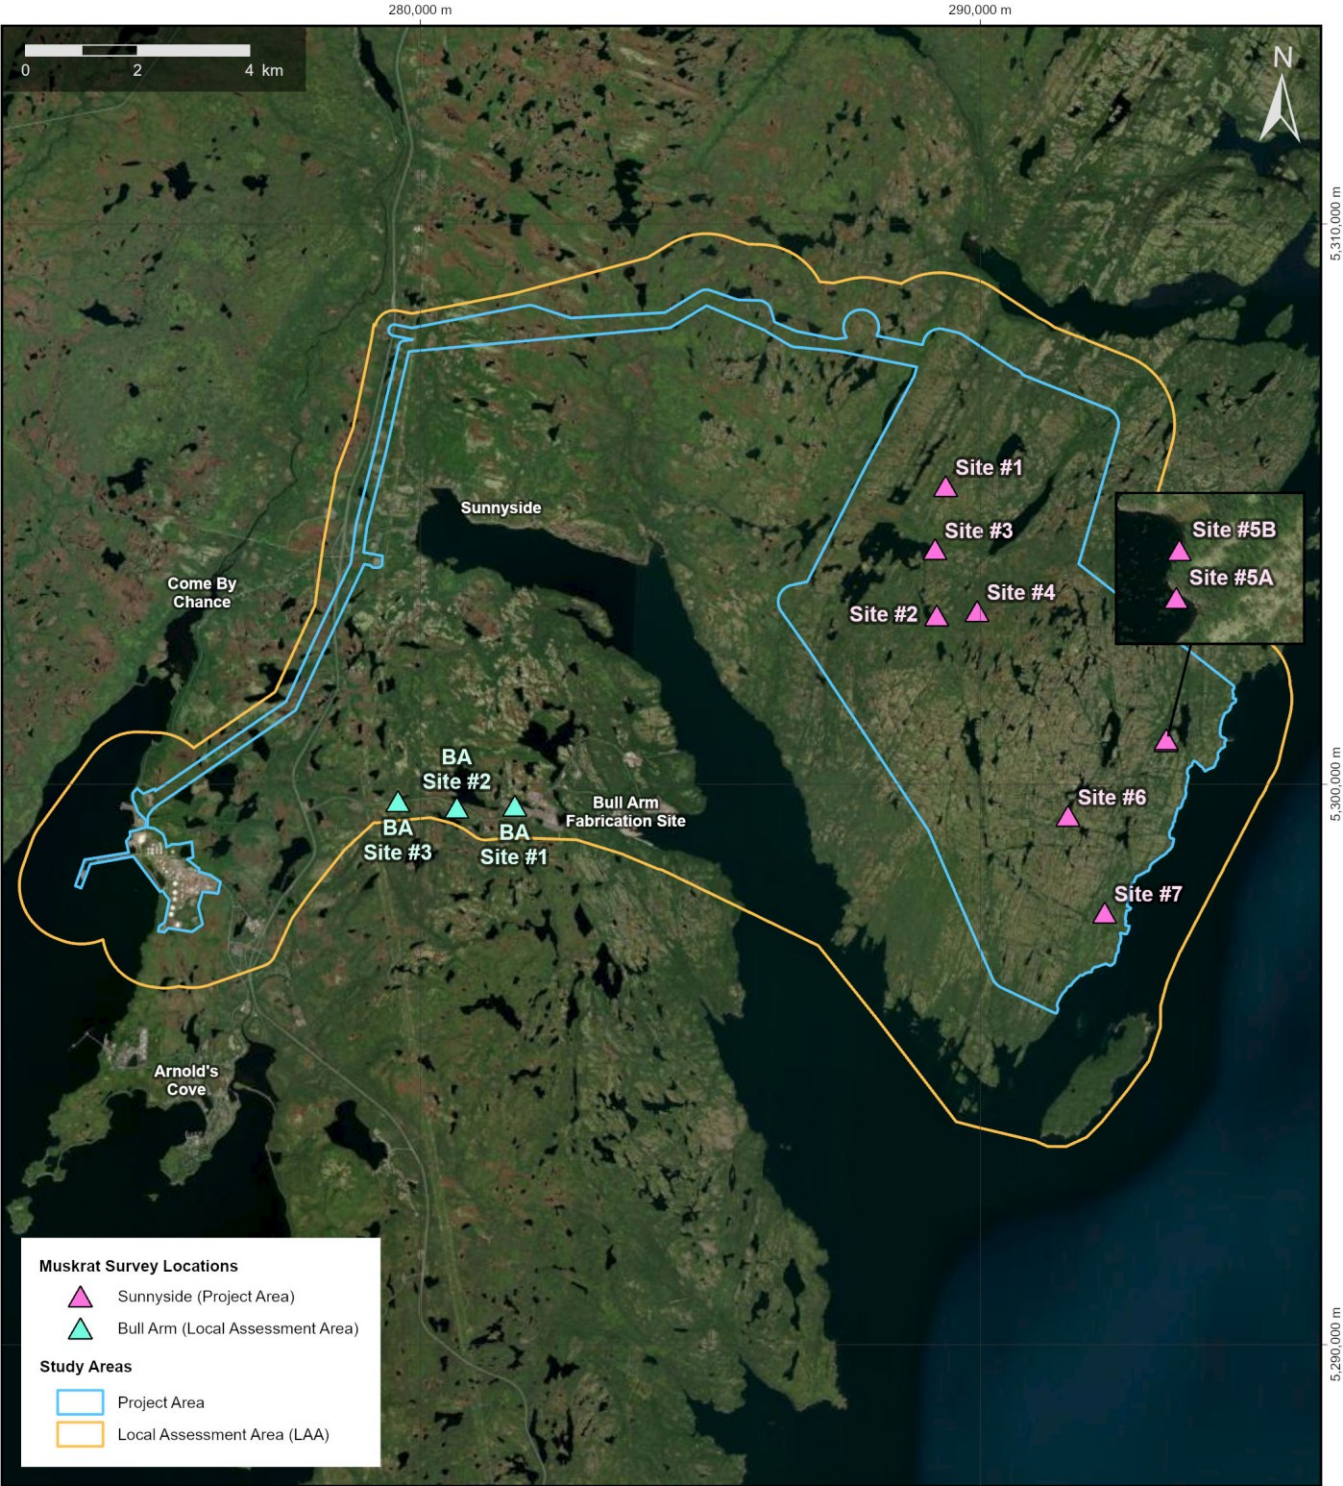 280,000 m
290,000 m
0 2 4 km
N
5,310,000 m
Site #1
Sunnyside
Site #3
Site #5B
Site #5A
Come By
Chance
Site #4
Site #2
BA
Site #2
Site #6
5,300,000 m
Bull Arm
Fabrication Site
BA
Site #3
BA
Site #1
Site #7
Arnold's
Cove
Muskrat Survey Locations
Sunnyside (Project Area)
Bull Arm (Local Assessment Area)
Study Areas
Project Area
Local Assessment Area (LAA)
5,290,000 m